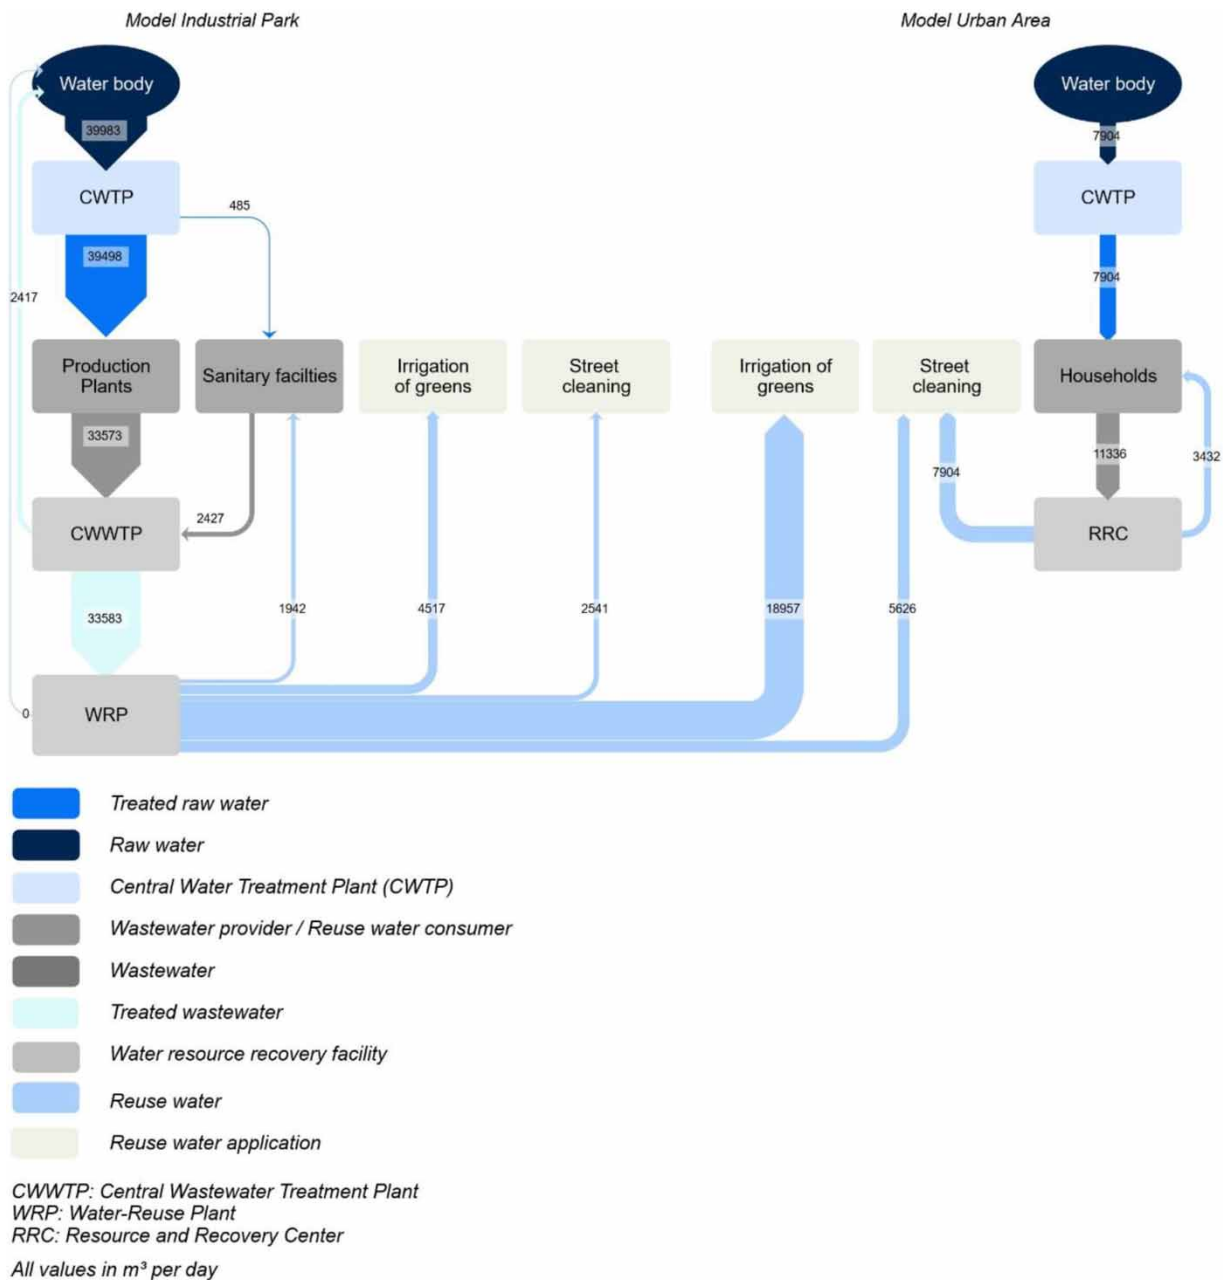 Model Industrial Park
Model Urban Area
Water body
Water body
39983
7904
CWTP
CWTP
485
39498
7904
2417
Production
Plants
Sanitary facilties
Irrigation
of greens
Street
cleaning
Irrigation of
greens
Street
cleaning
Households
33573
11336
3432
7904
2427
CWWTP
RRC
33583
1942
4517
2541
18957
5626
0
WRP
Treated raw water
Raw water
Central Water Treatment Plant (CWTP)
Wastewater provider / Reuse water consumer
Wastewater
Treated wastewater
Water resource recovery facility
Reuse water
Reuse water application
CWWTP: Central Wastewater Treatment Plant
WRP: Water-Reuse Plant
RRC: Resource and Recovery Center
All values in m³ per day